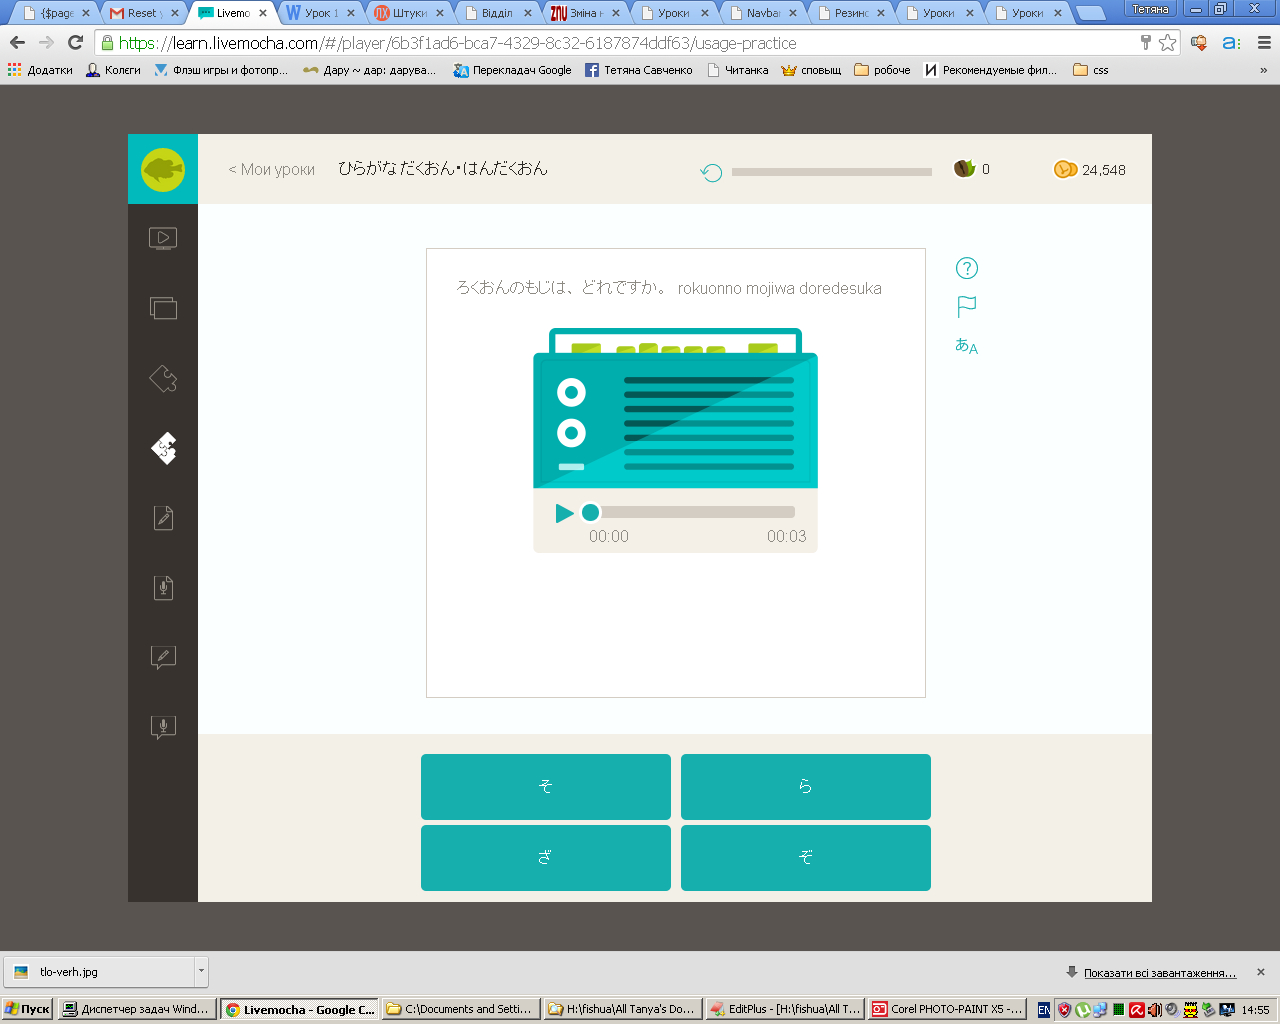 {$page
Reset y
Livemo
Урок 1
Штуки
Відділ
Зміна н
Уроки
Navbar
Резино
Уроки
Уроки
Тетяна
https://learn.livemocha.com/#/player/6b3f1ad6-bca7-4329-8c32-6187874ddf63/usage-practice
Додатки
Колеги
Флэш игры и фотопр...
Дару ~ дар: дарува...
Перекладач Google
Тетяна Савченко
Читанка
сповыщ
робоче
Рекомендуемые фил...
css
»
< Мои уроки
ひらがな だくおん・はんだくおん
0
24,548
ろくおんのもじは、どれですか。 rokuonno mojiwa doredesuka
あA
00:00
00:03
そ
ら
ざ
ぞ
tlo-verh.jpg
Показати всі завантаження...
Пуск
Диспетчер задач Wind...
Livemocha - Google C...
C:\Documents and Setti...
H:\fishua\All Tanya's Do...
EditPlus - [H:\fishua\All T...
Corel PHOTO-PAINT X5 -...
EN
14:55